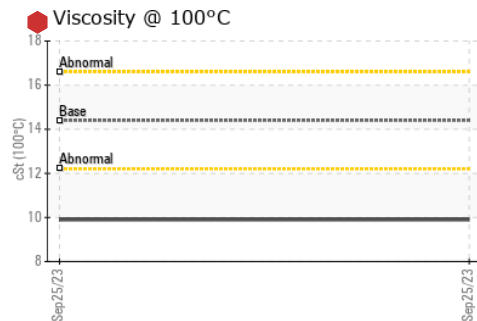 Viscosity @ 100°C
18
Abnormal
16
Base
14
Abnormal
12
10
8
cSt (100°C)
Sep25/23
Sep25/23